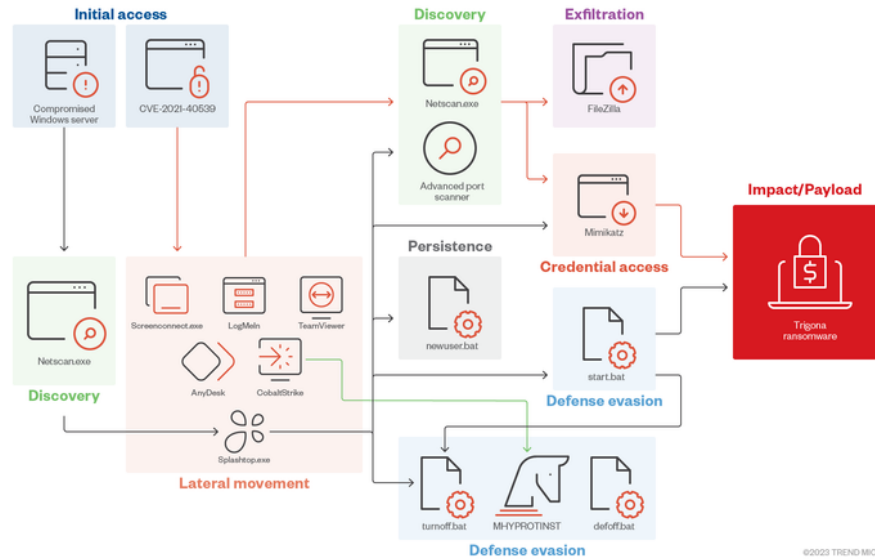 Initial access
Compromised
Windows server
CVE-2021-40539
Discovery
Netscan.exe
Advanced port
scanner
Exfiltration
FileZilla
Mimikatz
Credential access
Impact/Payload
$
Trigona
ransomware
Netscan.exe
Discovery
Screenconnect.exe
LogMeIn
TeamViewer
AnyDesk
CobaltStrike
Splashtop.exe
Lateral movement
Persistence
newuser.bat
start.bat
Defense evasion
turnoff.bat
MHYPROTINST
defoff.bat
Defense evasion
©2023 TREND MIC